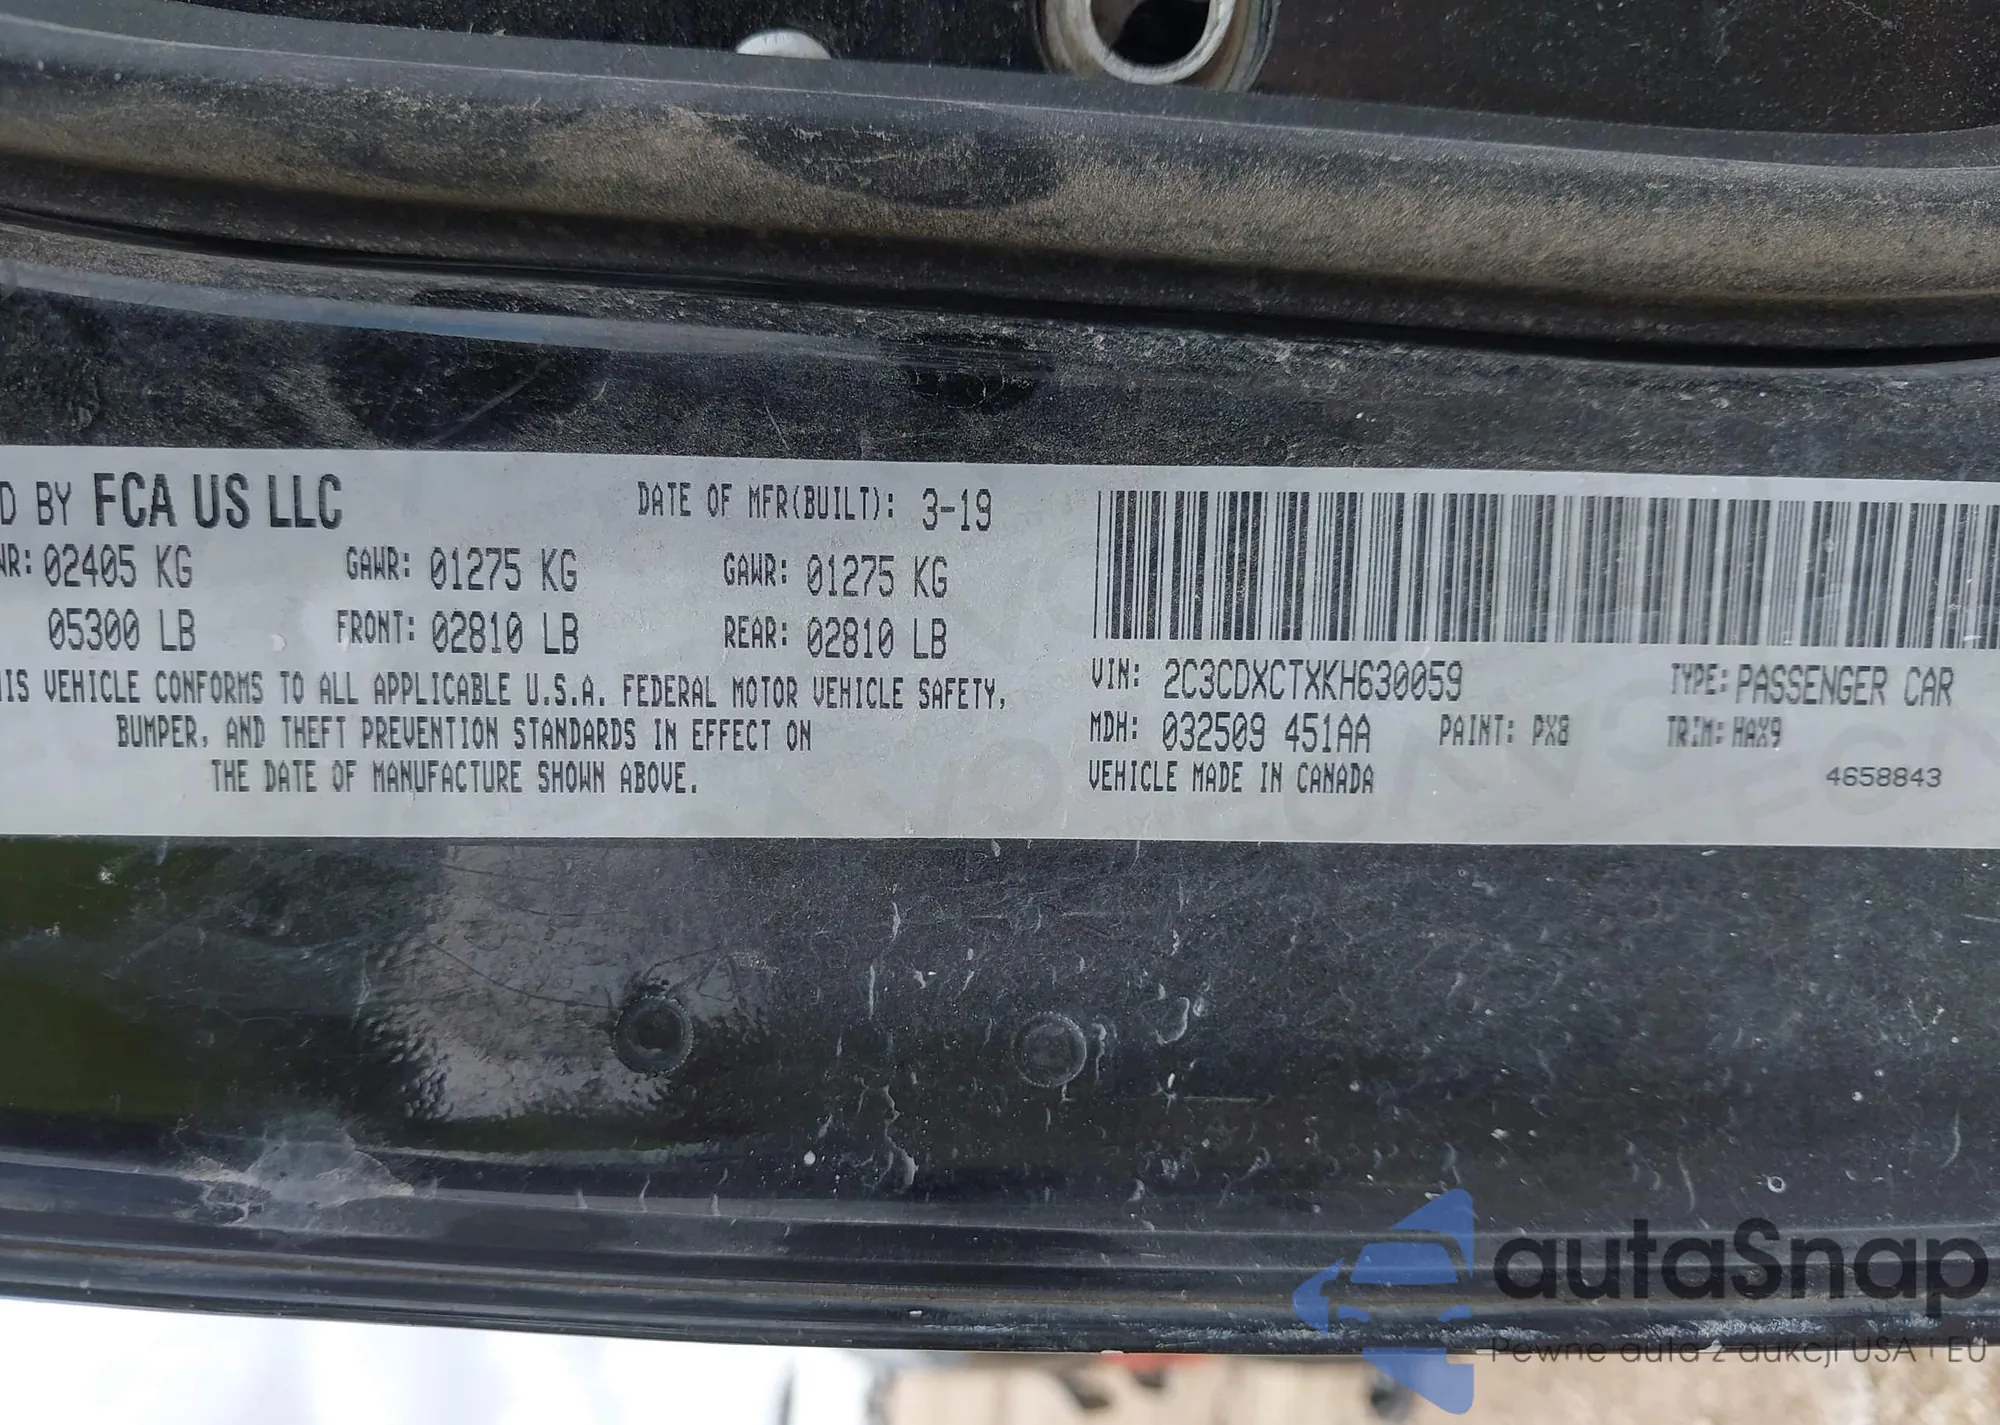 D BY FCA US LLC DATE OF MFR(BUILT): 3-19
WR: 02405 KG GAWR: 01275 KG GAWR: 01275 KG
05300 LB FRONT: 02810 LB REAR: 02810 LB
IS VEHICLE CONFORMS TO ALL APPLICABLE U.S.A. FEDERAL MOTOR VEHICLE SAFETY,
BUMPER, AND THEFT PREVENTION STANDARDS IN EFFECT ON
THE DATE OF MANUFACTURE SHOWN ABOVE.
VIN: 2C3CDXCTXKH630059 TYPE: PASSENGER CAR
MDH: 032509 451AA PAINT: PX8 TRIM: HAX9
VEHICLE MADE IN CANADA 4658843
autaSnap
Pewne auta z aukcji USA i EU